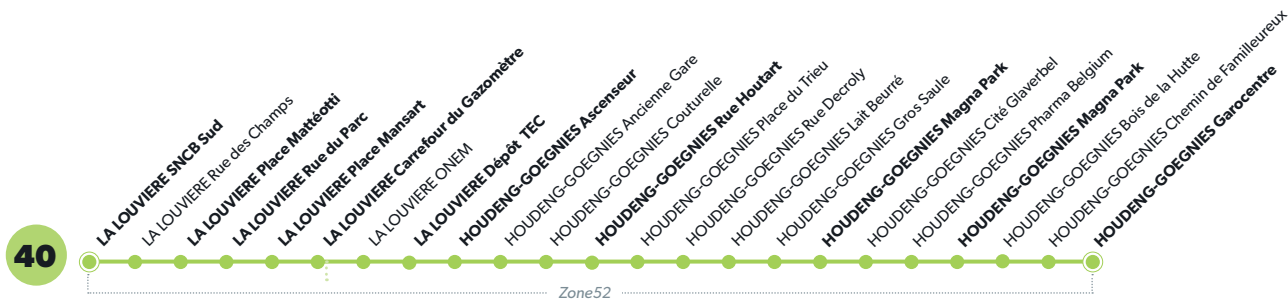 LA LOUVIERE SNCB Sud
LA LOUVIERE Rue des Champs
LA LOUVIERE Place Mattéotti
LA LOUVIERE Rue du Parc
LA LOUVIERE Place Mansart
LA LOUVIERE Carrefour du Gazomètre
LA LOUVIERE ONEM
LA LOUVIERE Dépôt TEC
HOUDENG-GOEGNIES Ascenseur
HOUDENG-GOEGNIES Ancienne Gare
HOUDENG-GOEGNIES Couturelle
HOUDENG-GOEGNIES Rue Houtart
HOUDENG-GOEGNIES Place du Trieu
HOUDENG-GOEGNIES Rue Decroly
HOUDENG-GOEGNIES Lait Beurré
HOUDENG-GOEGNIES Gros Saule
HOUDENG-GOEGNIES Magna Park
HOUDENG-GOEGNIES Cité Glaverbel
HOUDENG-GOEGNIES Pharma Belgium
HOUDENG-GOEGNIES Magna Park
HOUDENG-GOEGNIES Bois de la Hutte
HOUDENG-GOEGNIES Chemin de Familleureux
HOUDENG-GOEGNIES Garocentre
40
Zone52